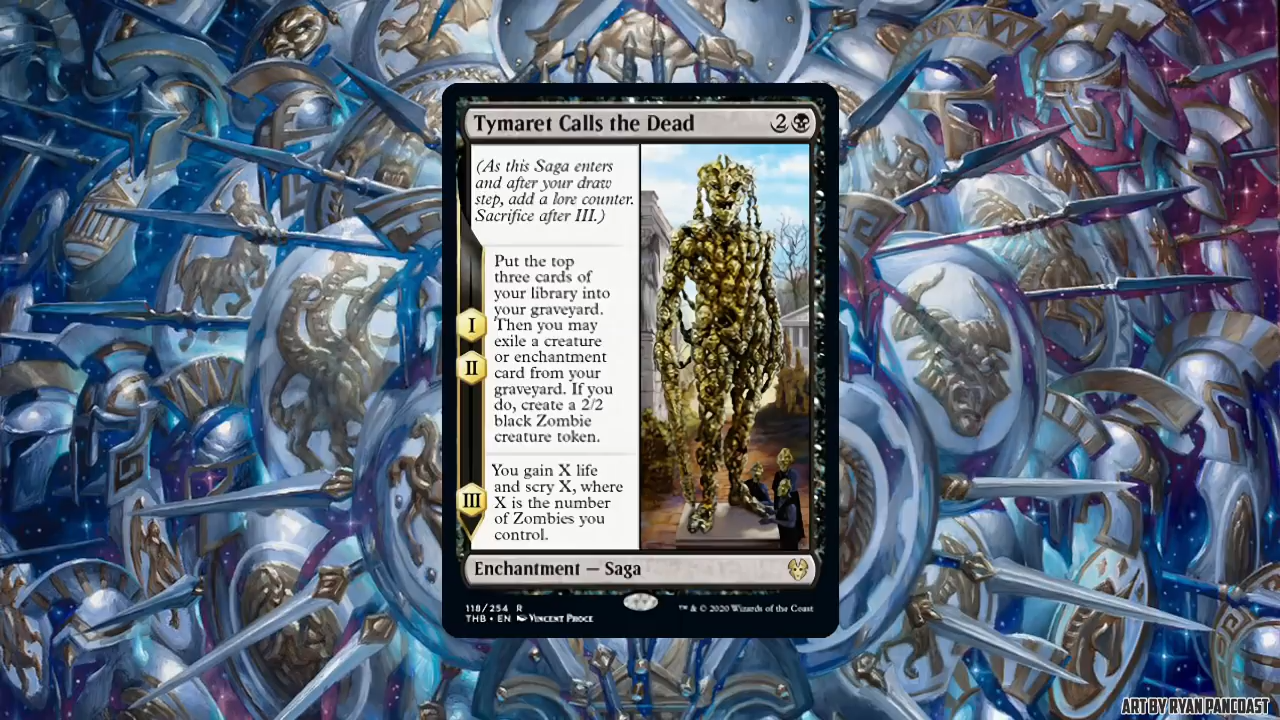 Tymaret Calls the Dead 2
(As this Saga enters
and after your draw
step, add a lore counter.
Sacrifice after III.)
I
II
Put the top
three cards of
your library into
your graveyard.
Then you may
exile a creature
or enchantment
card from your
graveyard. If you
do, create a 2/2
black Zombie
creature token.
III
You gain X life
and scry X, where
X is the number
of Zombies you
control.
Enchantment — Saga
118/254 R
THB • EN VINCENT PROCE
™ & © 2020 Wizards of the Coast
ART BY RYAN PANCOAST